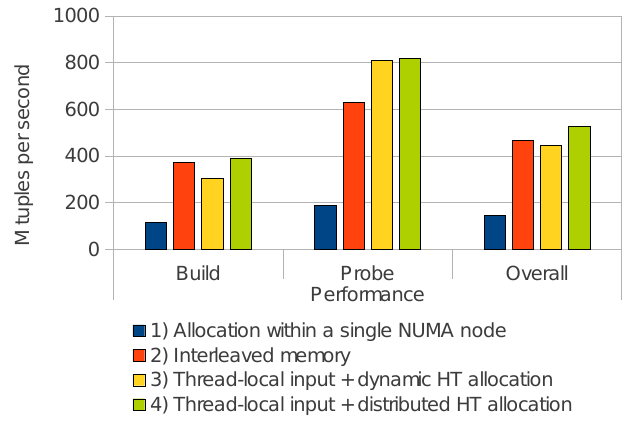 1000
800
600
400
200
0
M tuples per second
Build
Probe
Overall
Performance
1) Allocation within a single NUMA node
2) Interleaved memory
3) Thread-local input + dynamic HT allocation
4) Thread-local input + distributed HT allocation